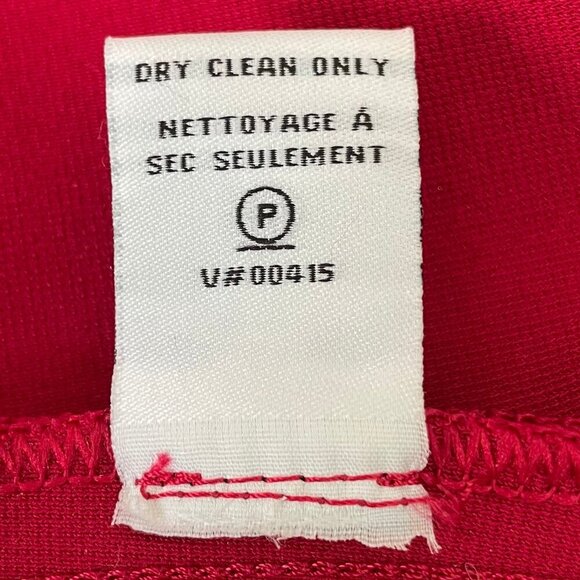 DRY CLEAN ONLY
NETTOYAGE Á
SEC SEULEMENT
P
V#00415